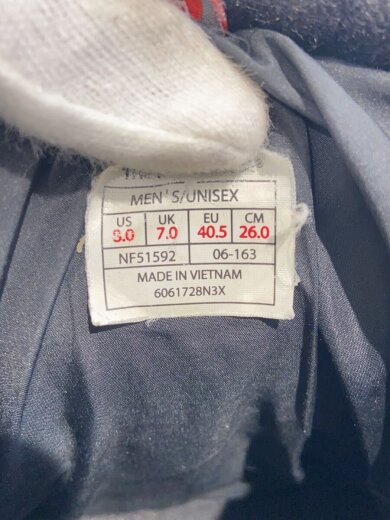 MEN'S/UNISEX
US UK EU CM
8.0 7.0 40.5 26.0
NF51592 06-163
MADE IN VIETNAM
6061728N3X